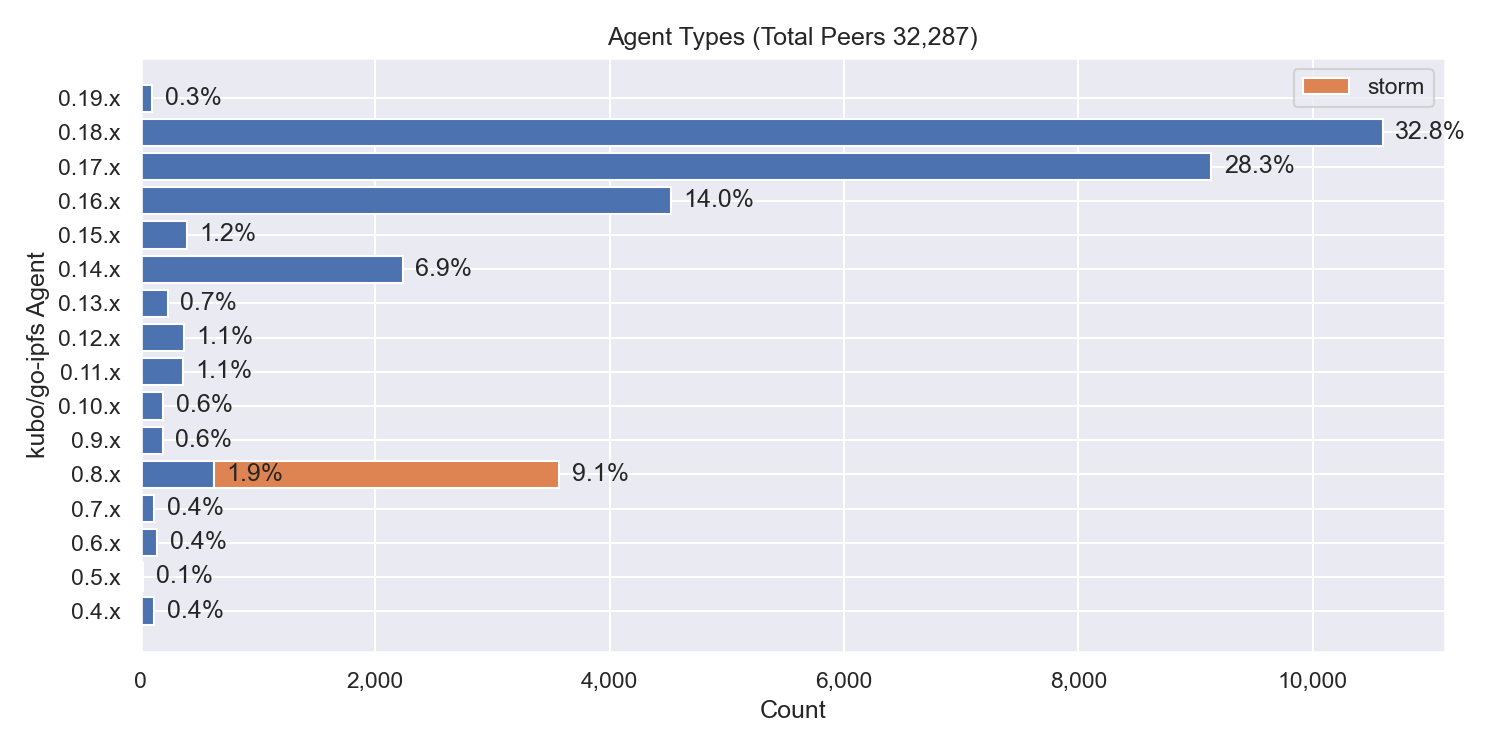 Agent Types (Total Peers 32,287)
storm
kubo/go-ipfs Agent
0.19.x 0.3%
0.18.x 32.8%
0.17.x 28.3%
0.16.x 14.0%
0.15.x 1.2%
0.14.x 6.9%
0.13.x 0.7%
0.12.x 1.1%
0.11.x 1.1%
0.10.x 0.6%
0.9.x 0.6%
0.8.x 1.9% 9.1%
0.7.x 0.4%
0.6.x 0.4%
0.5.x 0.1%
0.4.x 0.4%
0 2,000 4,000 6,000 8,000 10,000
Count